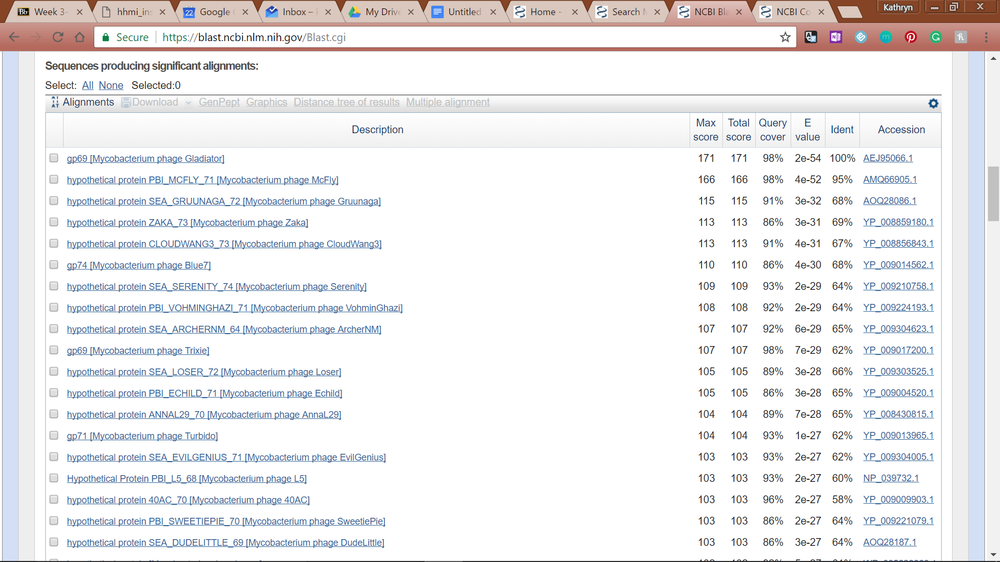 Week 3-
hhmi_ins
22 Google C
Inbox –
My Drive
Untitled
Home -
Search
NCBI Bla
NCBI Co
Kathryn
Secure https://blast.ncbi.nlm.nih.gov/Blast.cgi
Sequences producing significant alignments:
Select: All None Selected:0
Alignments Download GenPept Graphics Distance tree of results Multiple alignment
Description Max score Total score Query cover E value Ident Accession
gp69 [Mycobacterium phage Gladiator] 171 171 98% 2e-54 100% AEJ95066.1
hypothetical protein PBI_MCFLY_71 [Mycobacterium phage McFly] 166 166 98% 4e-52 95% AMQ66905.1
hypothetical protein SEA_GRUUNAGA_72 [Mycobacterium phage Gruunaga] 115 115 91% 3e-32 68% AOQ28086.1
hypothetical protein ZAKA_73 [Mycobacterium phage Zaka] 113 113 86% 3e-31 69% YP_008859180.1
hypothetical protein CLOUDWANG3_73 [Mycobacterium phage CloudWang3] 113 113 91% 4e-31 67% YP_008856843.1
gp74 [Mycobacterium phage Blue7] 110 110 86% 4e-30 68% YP_009014562.1
hypothetical protein SEA_SERENITY_74 [Mycobacterium phage Serenity] 109 109 93% 2e-29 64% YP_009210758.1
hypothetical protein PBI_VOHMINGHAZI_71 [Mycobacterium phage VohminGhazi] 108 108 92% 2e-29 64% YP_009224193.1
hypothetical protein SEA_ARCHERNM_64 [Mycobacterium phage ArcherNM] 107 107 92% 6e-29 65% YP_009304623.1
gp69 [Mycobacterium phage Trixie] 107 107 98% 7e-29 62% YP_009017200.1
hypothetical protein SEA_LOSER_72 [Mycobacterium phage Loser] 105 105 89% 3e-28 66% YP_009303525.1
hypothetical protein PBI_ECHILD_71 [Mycobacterium phage Echild] 105 105 86% 3e-28 65% YP_009004520.1
hypothetical protein ANNAL29_70 [Mycobacterium phage AnnaL29] 104 104 89% 7e-28 65% YP_008430815.1
gp71 [Mycobacterium phage Turbido] 104 104 93% 1e-27 62% YP_009013965.1
hypothetical protein SEA_EVILGENIUS_71 [Mycobacterium phage EvilGenius] 103 103 93% 2e-27 62% YP_009304005.1
Hypothetical Protein PBI_L5_68 [Mycobacterium phage L5] 103 103 93% 2e-27 60% NP_039732.1
hypothetical protein 40AC_70 [Mycobacterium phage 40AC] 103 103 96% 2e-27 58% YP_009009903.1
hypothetical protein PBI_SWEETIEPIE_70 [Mycobacterium phage SweetiePie] 103 103 86% 2e-27 64% YP_009221079.1
hypothetical protein SEA_DUDELITTLE_69 [Mycobacterium phage DudeLittle] 103 103 86% 3e-27 64% AOQ28187.1